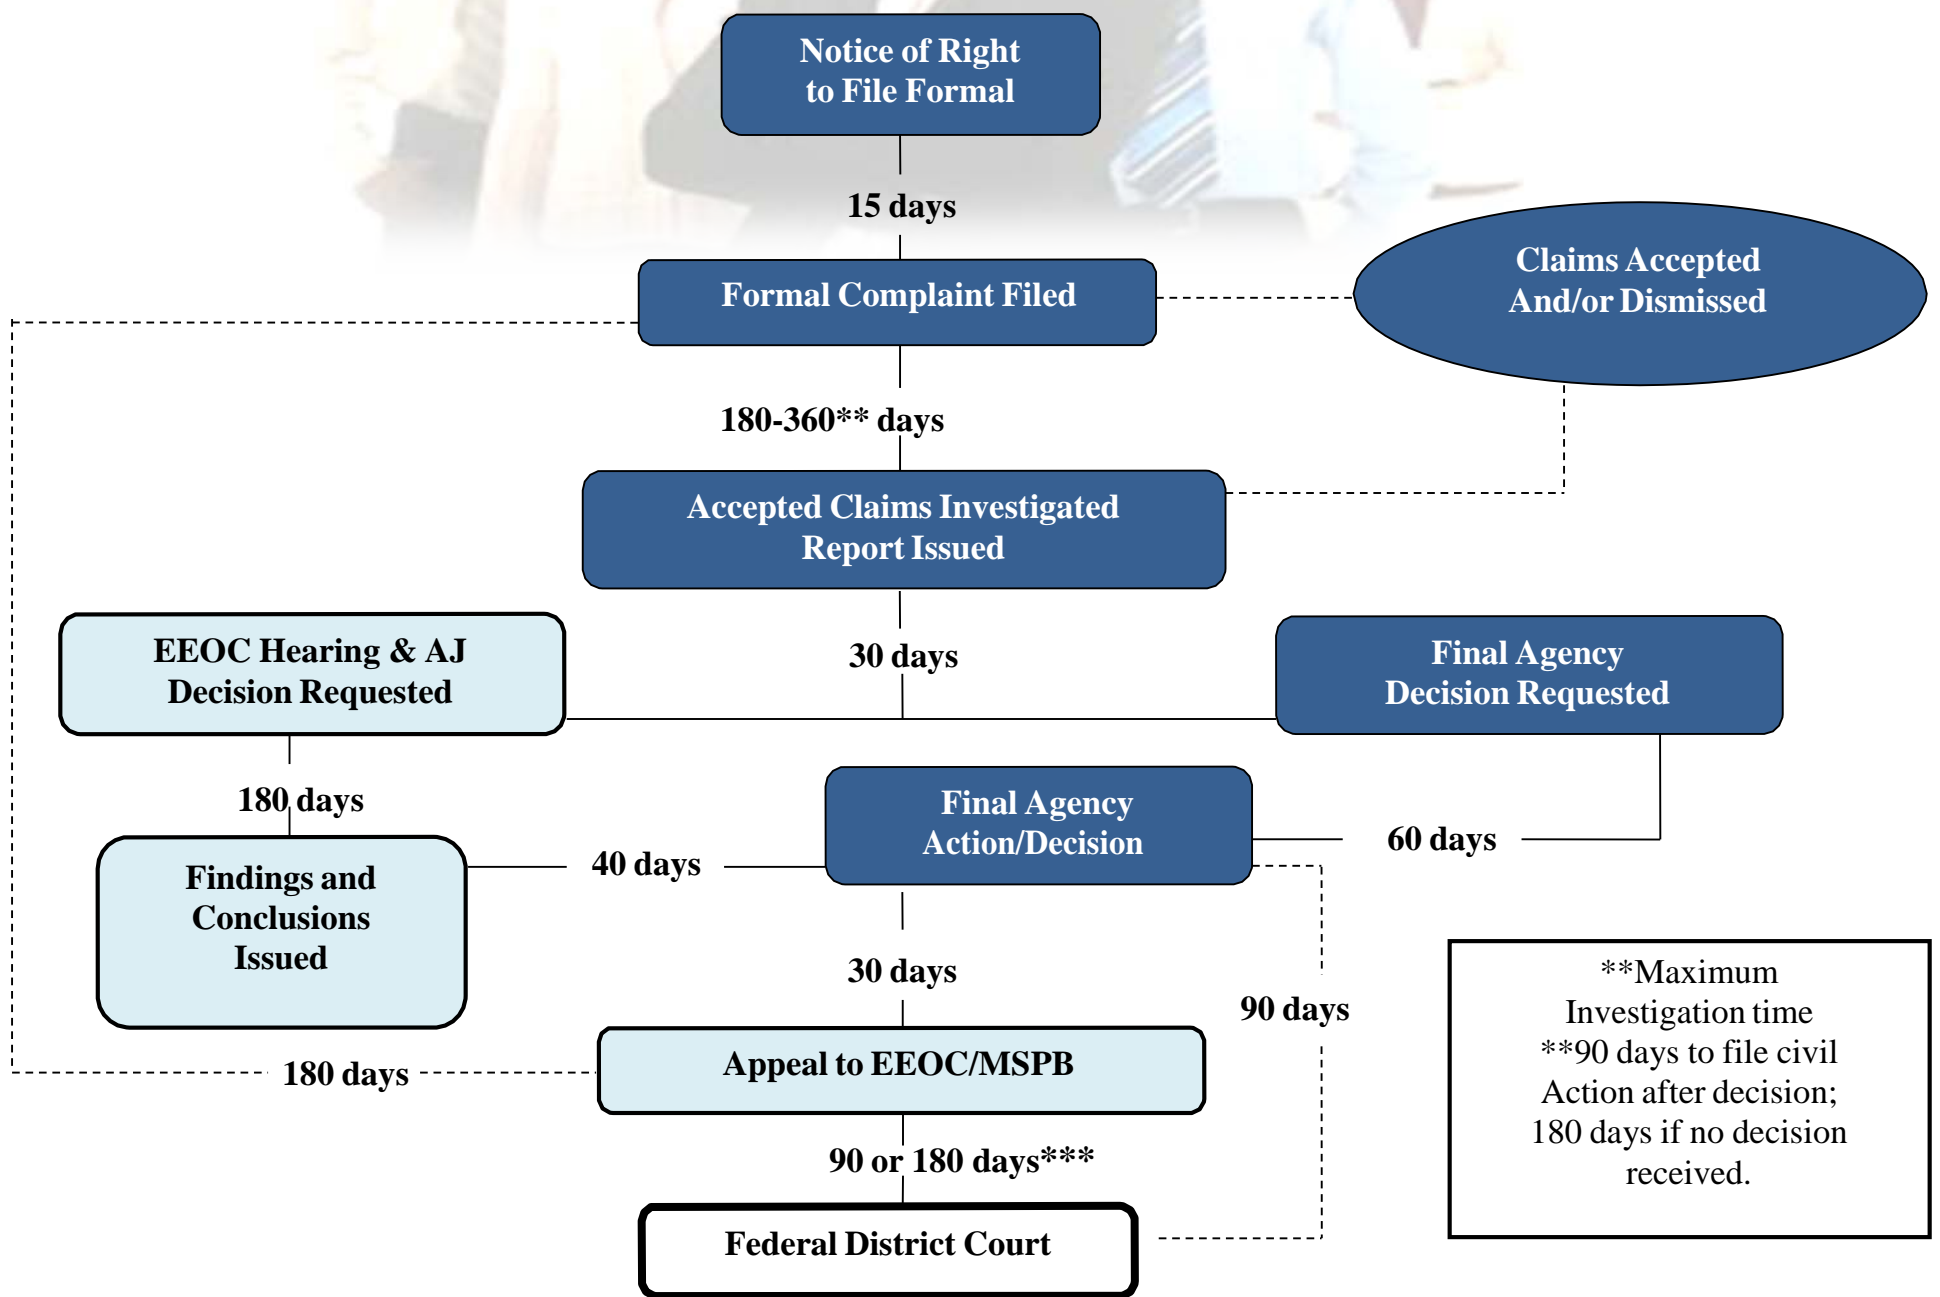 Notice of Right
to File Formal
15 days
Claims Accepted
And/or Dismissed
Formal Complaint Filed
180-360** days
Accepted Claims Investigated
Report Issued
EEOC Hearing & AJ
Decision Requested
30 days
Final Agency
Decision Requested
180 days
Final Agency
Action/Decision
60 days
40 days
Findings and
Conclusions
Issued
30 days
90 days
**Maximum
Investigation time
**90 days to file civil
Action after decision;
180 days if no decision
received.
180 days
Appeal to EEOC/MSPB
90 or 180 days***
Federal District Court